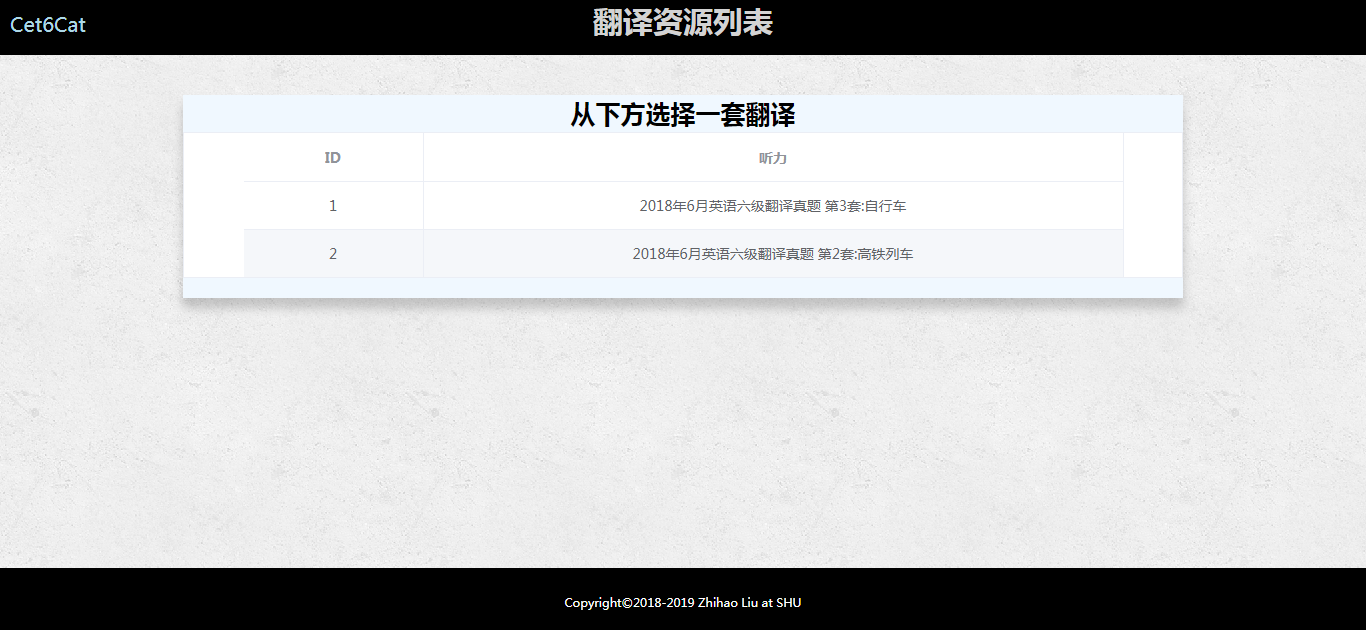 Cet6Cat
翻译资源列表
从下方选择一套翻译
ID 听力
1 2018年6月英语六级翻译真题 第3套:自行车
2 2018年6月英语六级翻译真题 第2套:高铁列车
Copyright©2018-2019 Zhihao Liu at SHU